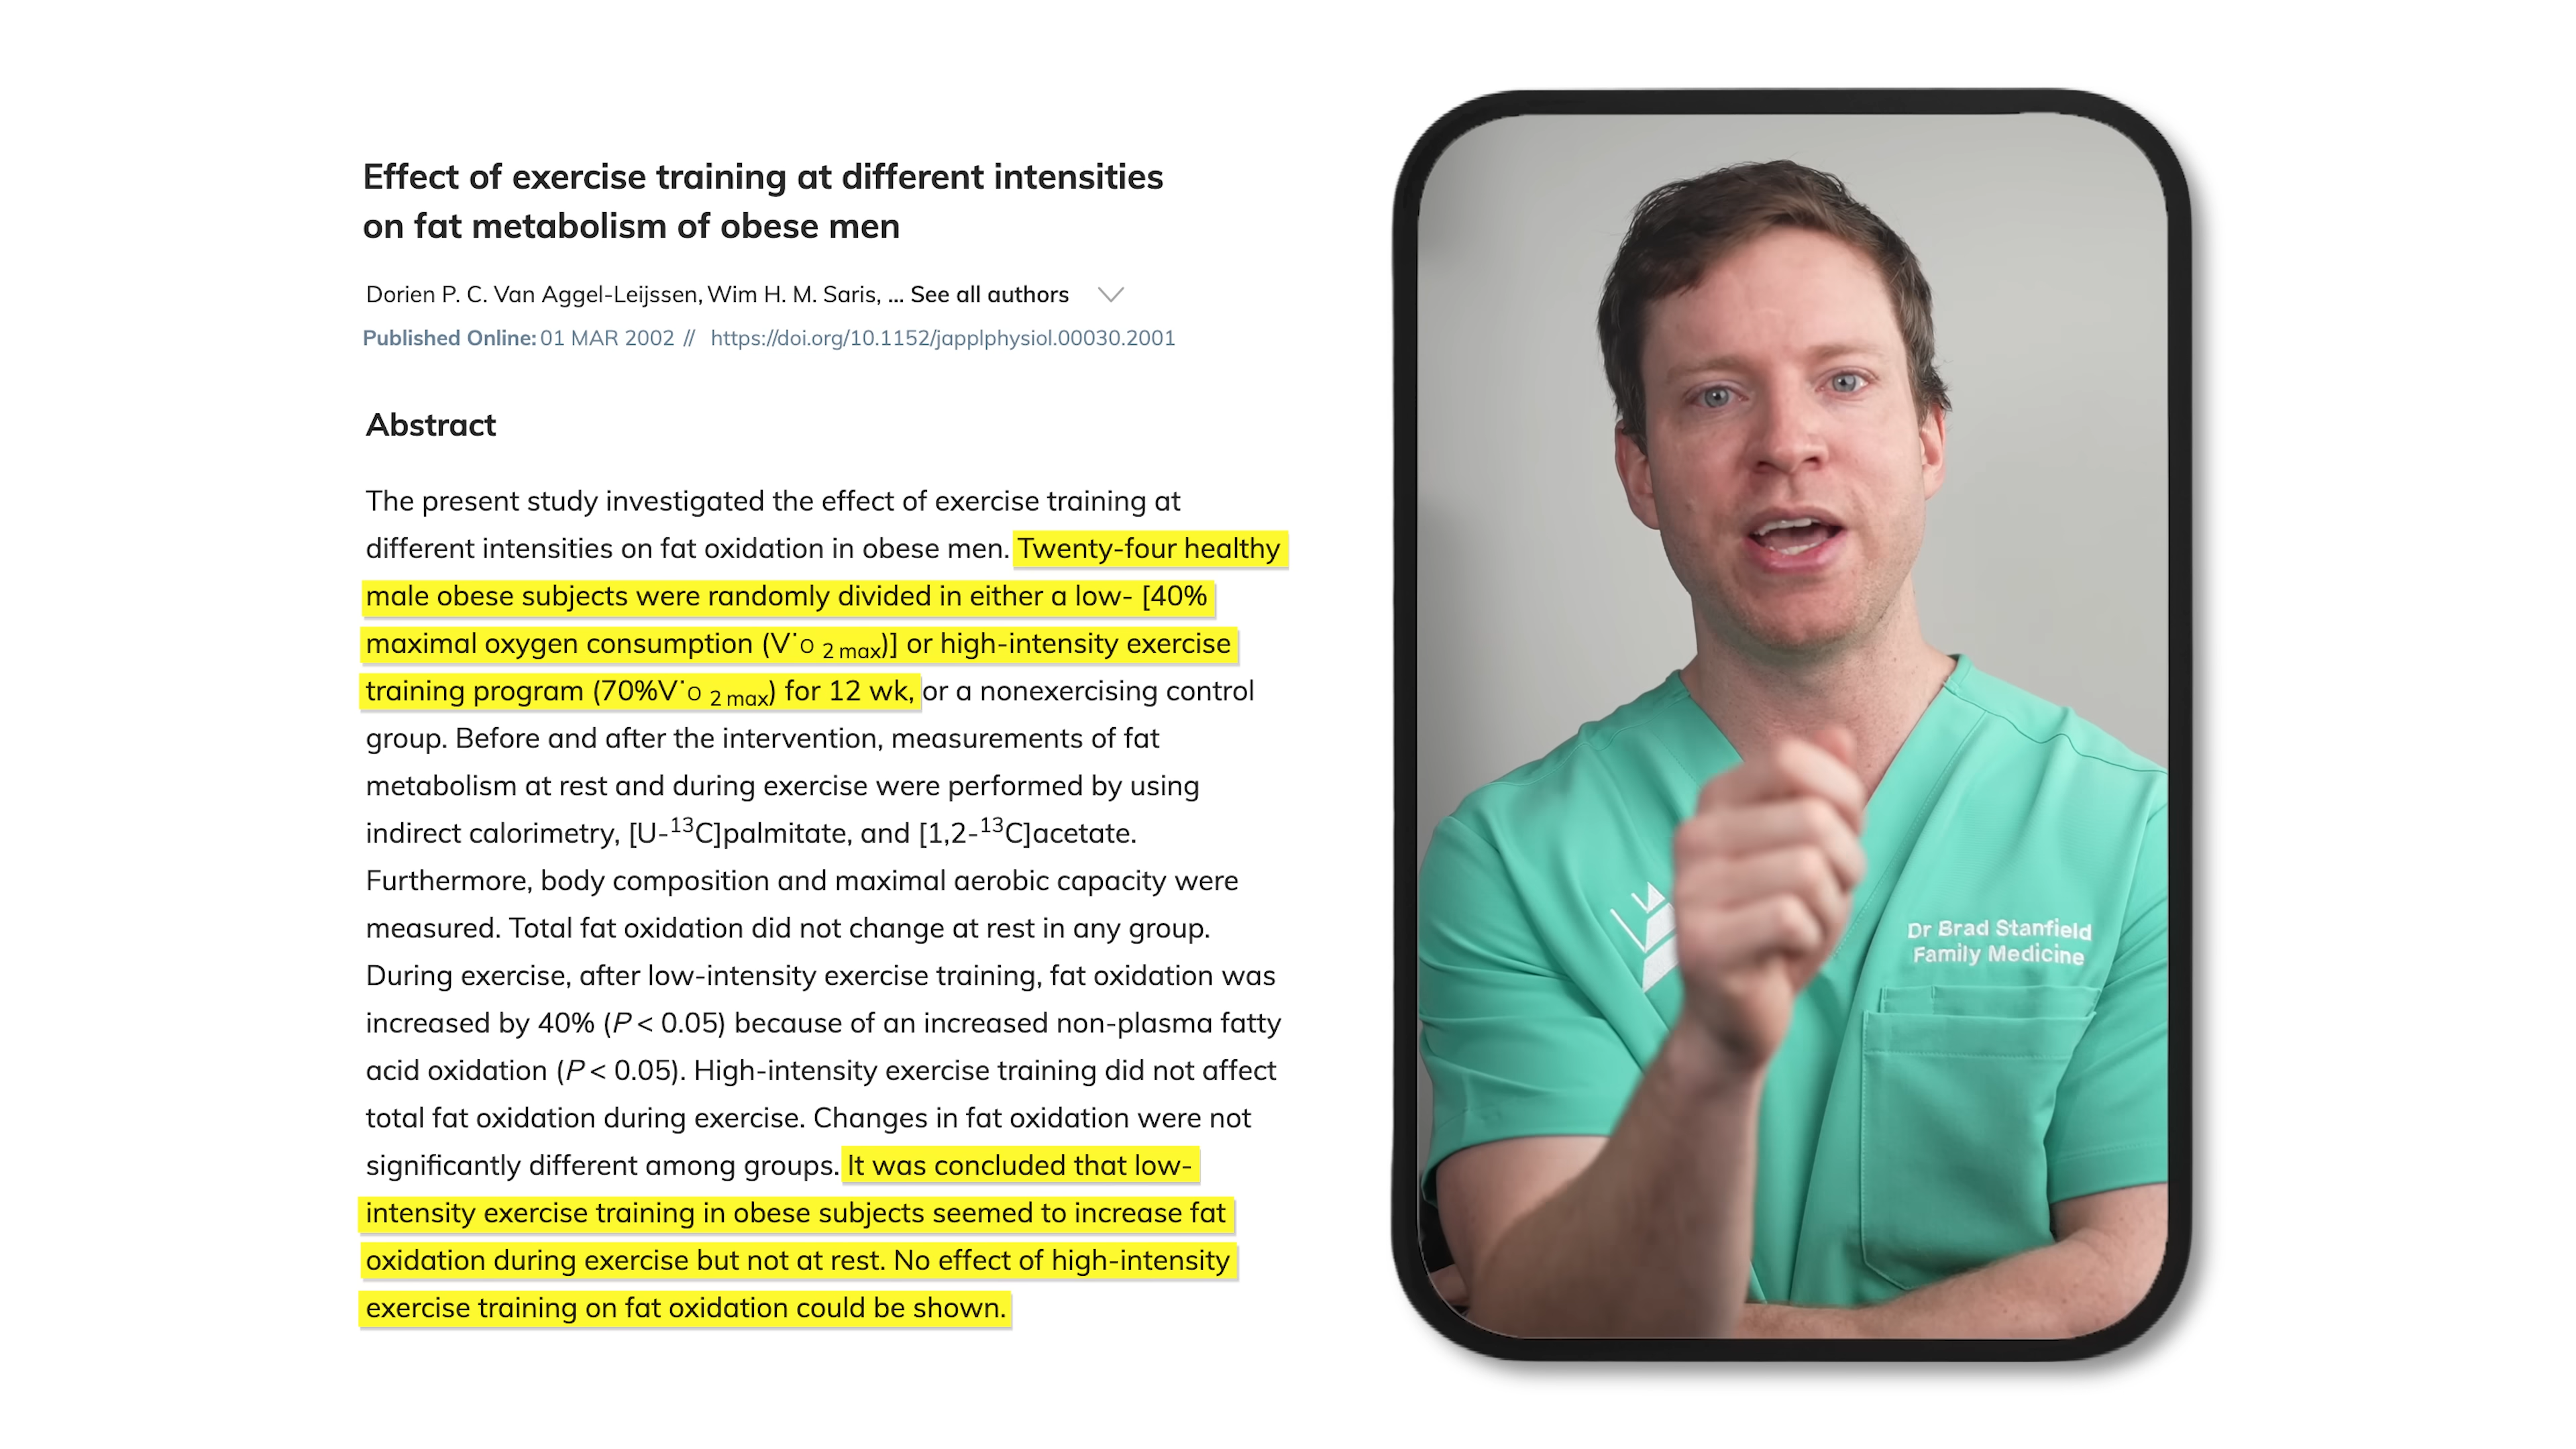 Effect of exercise training at different intensities
on fat metabolism of obese men
Dorien P. C. Van Aggel-Leijssen, Wim H. M. Saris, ... See all authors
Published Online: 01 MAR 2002 // https://doi.org/10.1152/japplphysiol.00030.2001
Abstract
The present study investigated the effect of exercise training at
different intensities on fat oxidation in obese men. Twenty-four healthy
male obese subjects were randomly divided in either a low- [40%
maximal oxygen consumption (V˙O 2 max)] or high-intensity exercise
training program (70%V˙O 2 max) for 12 wk, or a nonexercising control
group. Before and after the intervention, measurements of fat
metabolism at rest and during exercise were performed by using
indirect calorimetry, [U-¹³C]palmitate, and [1,2-¹³C]acetate.
Furthermore, body composition and maximal aerobic capacity were
measured. Total fat oxidation did not change at rest in any group.
During exercise, after low-intensity exercise training, fat oxidation was
increased by 40% (P < 0.05) because of an increased non-plasma fatty
acid oxidation (P < 0.05). High-intensity exercise training did not affect
total fat oxidation during exercise. Changes in fat oxidation were not
significantly different among groups. It was concluded that low-
intensity exercise training in obese subjects seemed to increase fat
oxidation during exercise but not at rest. No effect of high-intensity
exercise training on fat oxidation could be shown.
Dr Brad Stanfield
Family Medicine